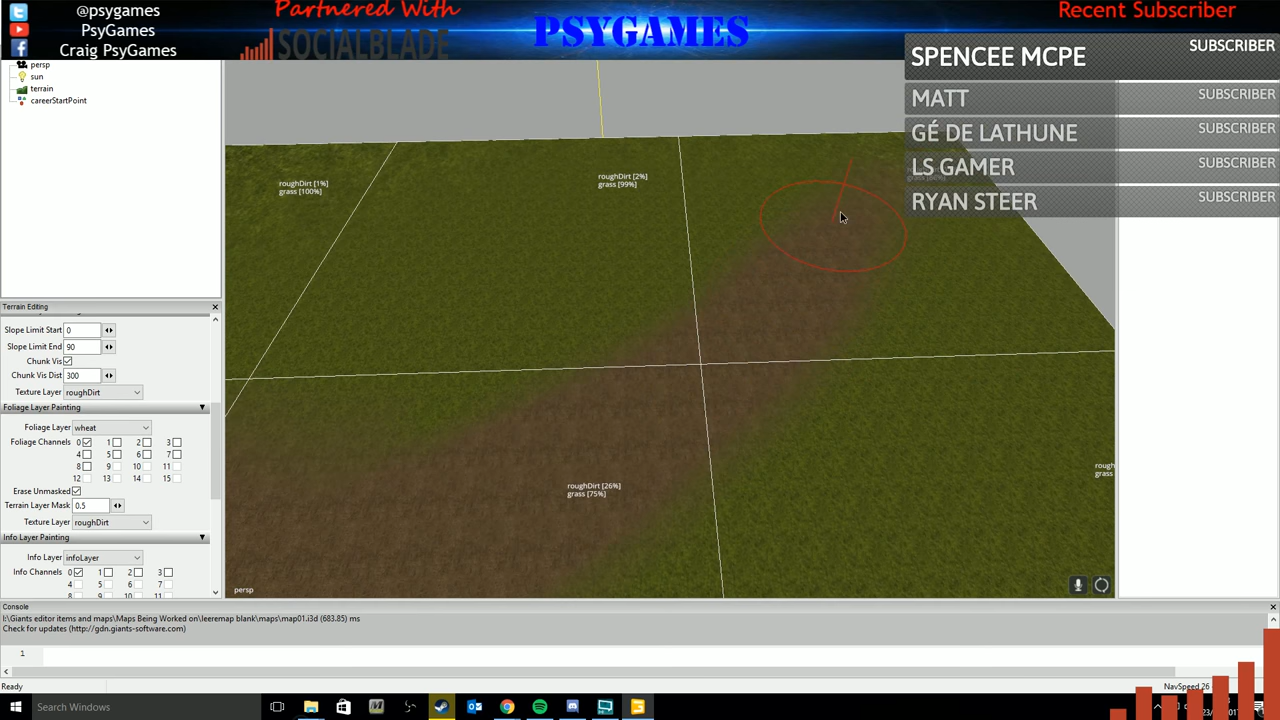 @psygames
PsyGames
Craig PsyGames
Partnered With
SOCIALBLADE
PSYGAMES
Recent Subscriber
SPENCEE MCPE SUBSCRIBER
MATT SUBSCRIBER
GÉ DE LATHUNE SUBSCRIBER
LS GAMER SUBSCRIBER
RYAN STEER SUBSCRIBER
persp
sun
terrain
careerStartPoint
roughDirt [1%]
grass [100%]
roughDirt [2%]
grass [99%]
roughDirt [26%]
grass [75%]
rough
grass
persp
Terrain Editing
Slope Limit Start 0
Slope Limit End 90
Chunk Vis
Chunk Vis Dist 300
Texture Layer roughDirt
Foliage Layer Painting
Foliage Layer wheat
Foliage Channels 0 1 2 3
4 5 6 7
8 9 10 11
12 13 14 15
Erase Unmasked
Terrain Layer Mask 0.5
Texture Layer roughDirt
Info Layer Painting
Info Layer infoLayer
Info Channels 0 1 2 3
4 5 6 7
8 9 10 11
Console
I:\Giants editor items and maps\Maps Being Worked on\leeremap blank\maps\map01.i3d (683.85) ms
Check for updates (http://gdn.giants-software.com)
1
Ready
NavSpeed 26
Search Windows